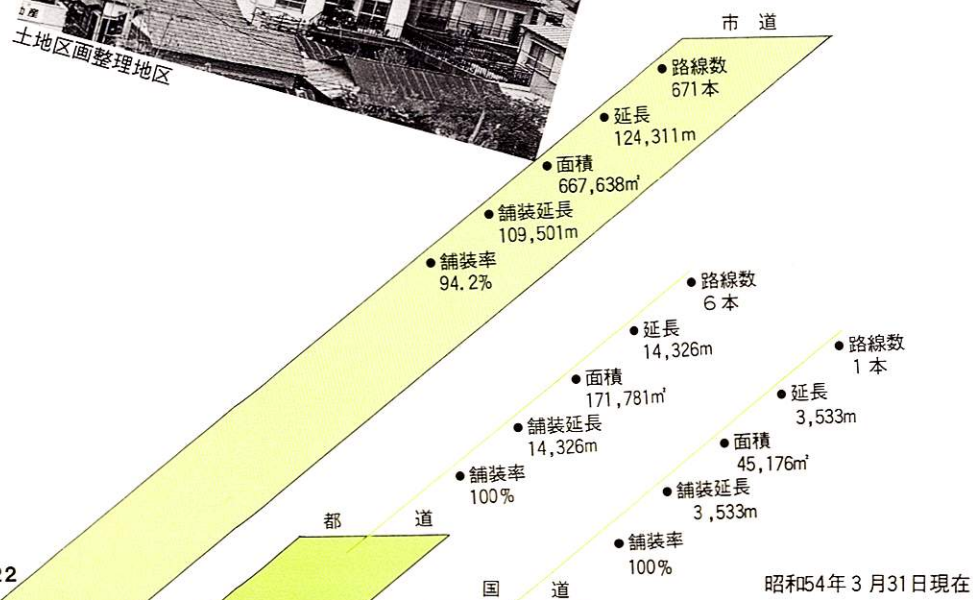 土地区画整理地区
市道
●路線数
671本
●延長
124,311m
●面積
667,638㎡
●舗装延長
109,501m
●舗装率
94.2%
●路線数
6本
●延長
14,326m
●面積
171,781㎡
●舗装延長
14,326m
●舗装率
100%
都道
●路線数
1本
●延長
3,533m
●面積
45,176㎡
●舗装延長
3,533m
●舗装率
100%
国道
昭和54年3月31日現在